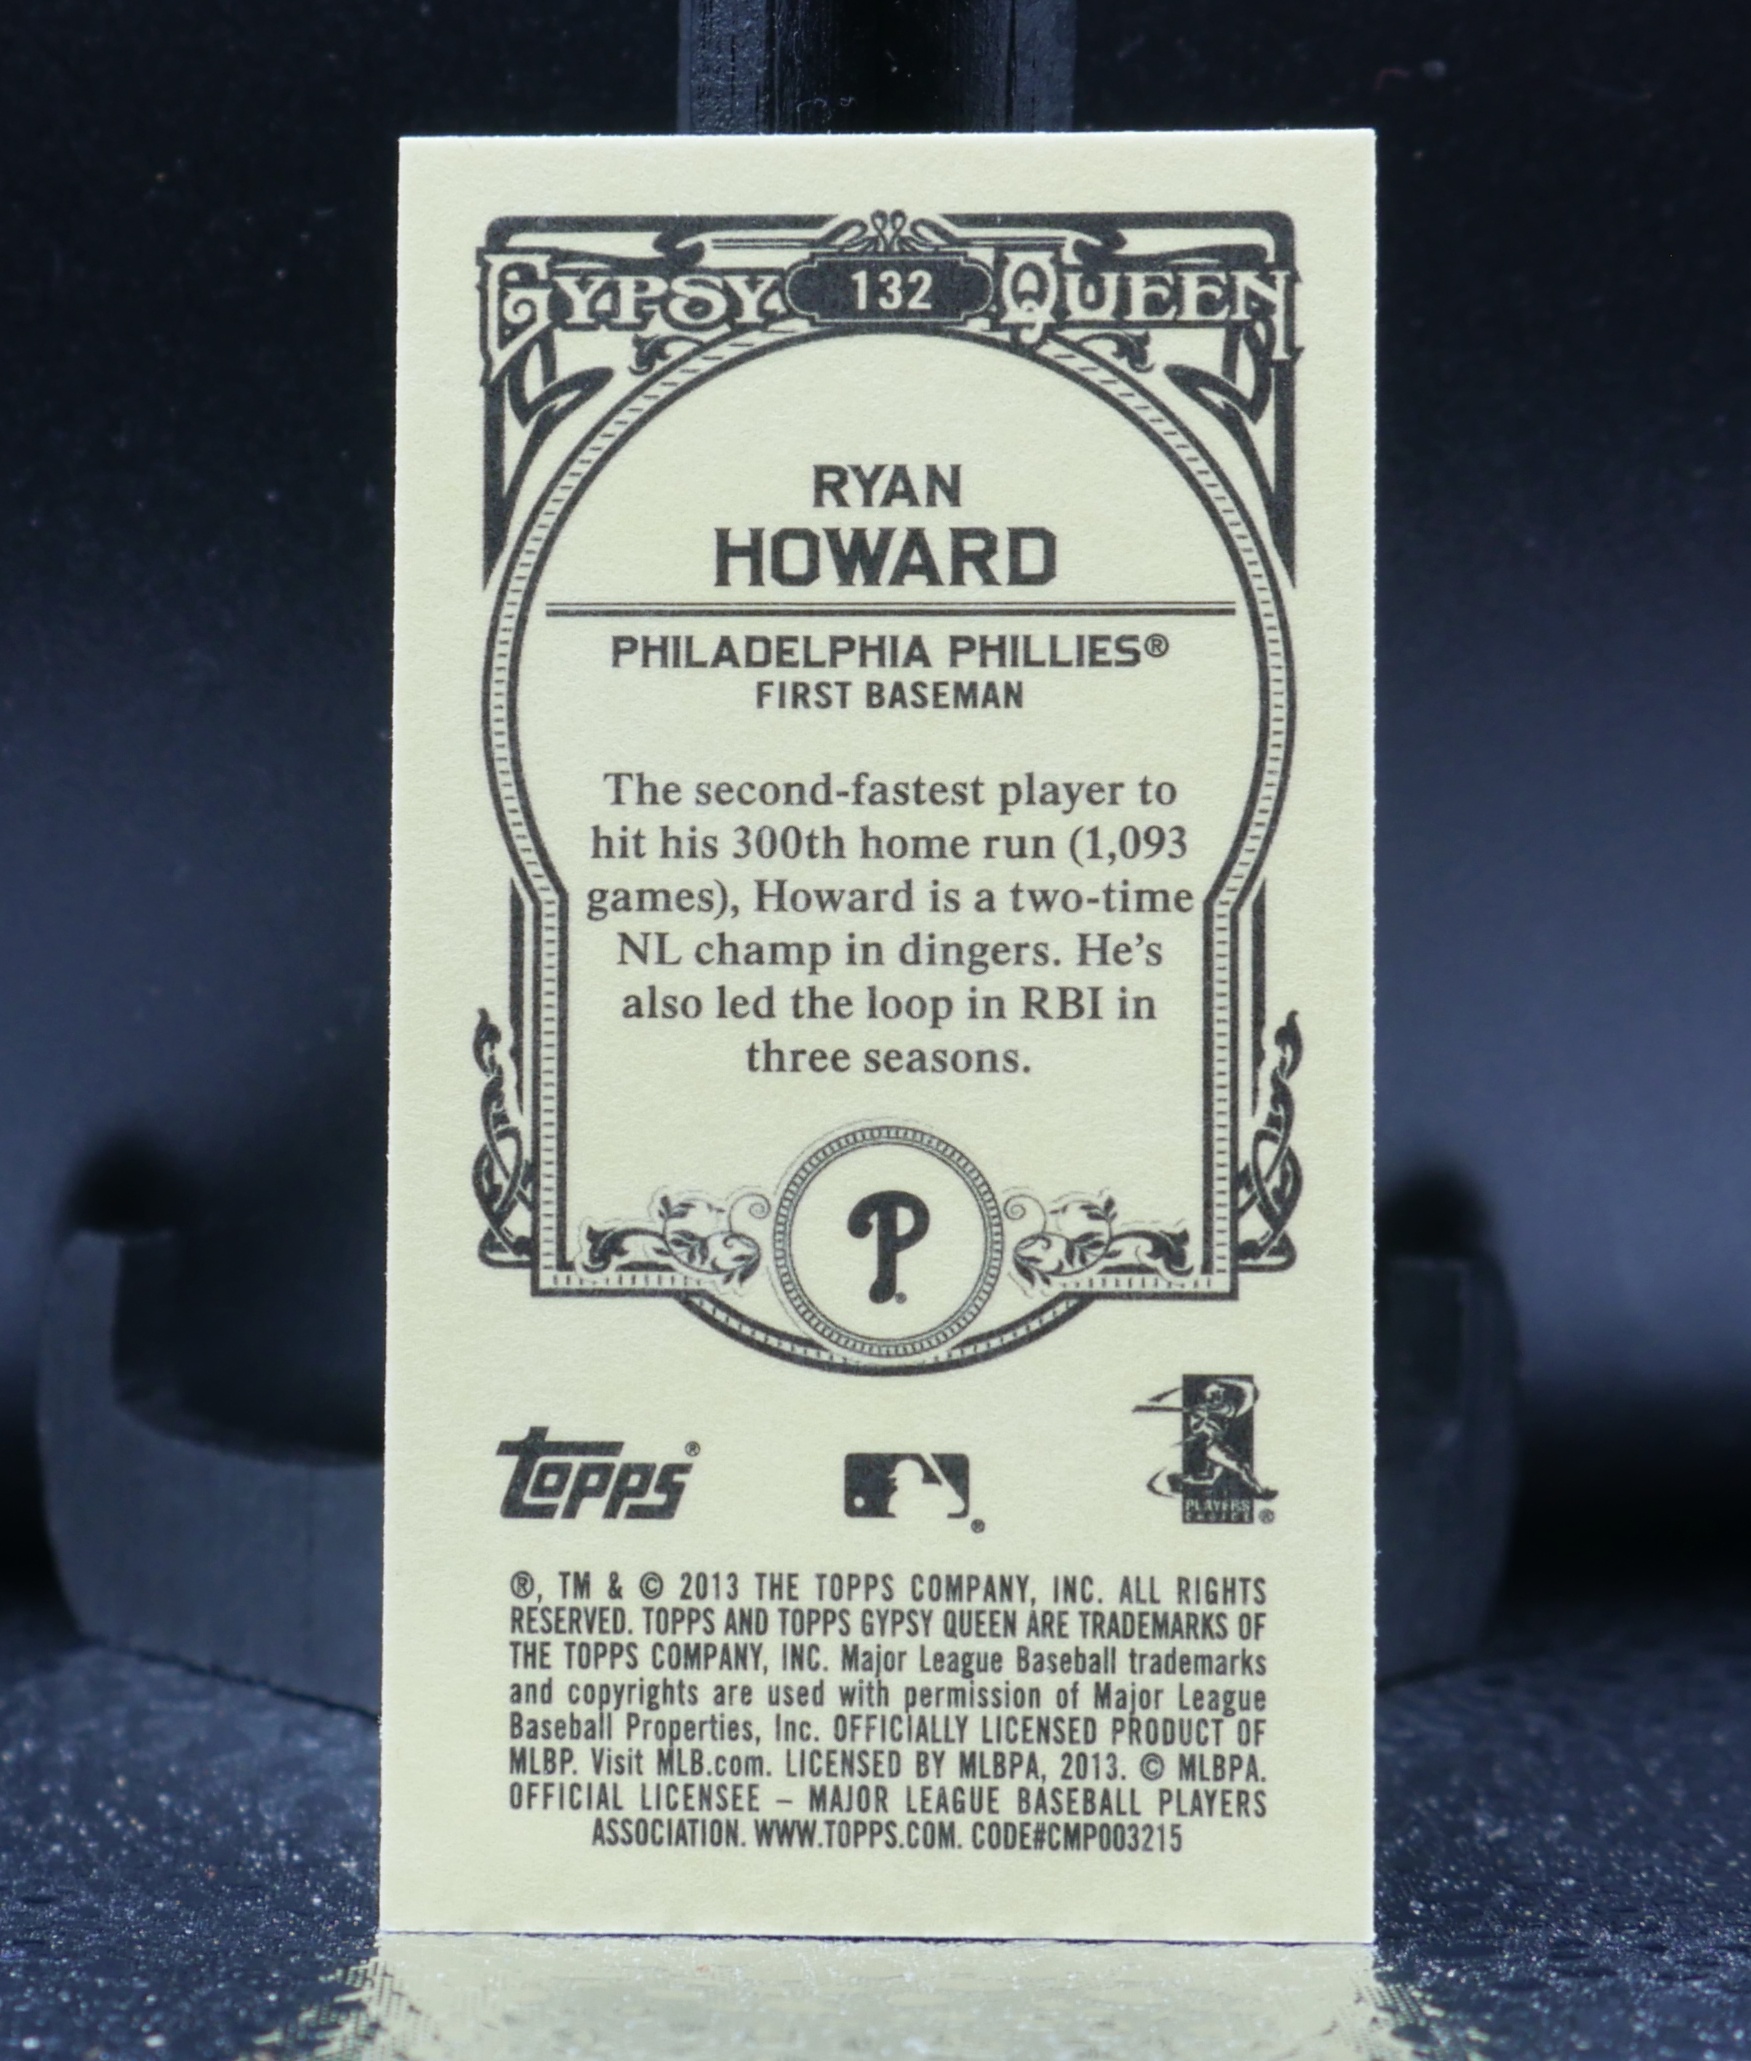 GYPSY 132 QUEEN
RYAN
HOWARD
PHILADELPHIA PHILLIES®
FIRST BASEMAN
The second-fastest player to
hit his 300th home run (1,093
games), Howard is a two-time
NL champ in dingers. He's
also led the loop in RBI in
three seasons.
P®
TOPPS® ® PLAYERS
CHOICE®
®, TM & © 2013 THE TOPPS COMPANY, INC. ALL RIGHTS
RESERVED. TOPPS AND TOPPS GYPSY QUEEN ARE TRADEMARKS OF
THE TOPPS COMPANY, INC. Major League Baseball trademarks
and copyrights are used with permission of Major League
Baseball Properties, Inc. OFFICIALLY LICENSED PRODUCT OF
MLBP. Visit MLB.com. LICENSED BY MLBPA, 2013. © MLBPA.
OFFICIAL LICENSEE – MAJOR LEAGUE BASEBALL PLAYERS
ASSOCIATION. WWW.TOPPS.COM. CODE#CMP003215